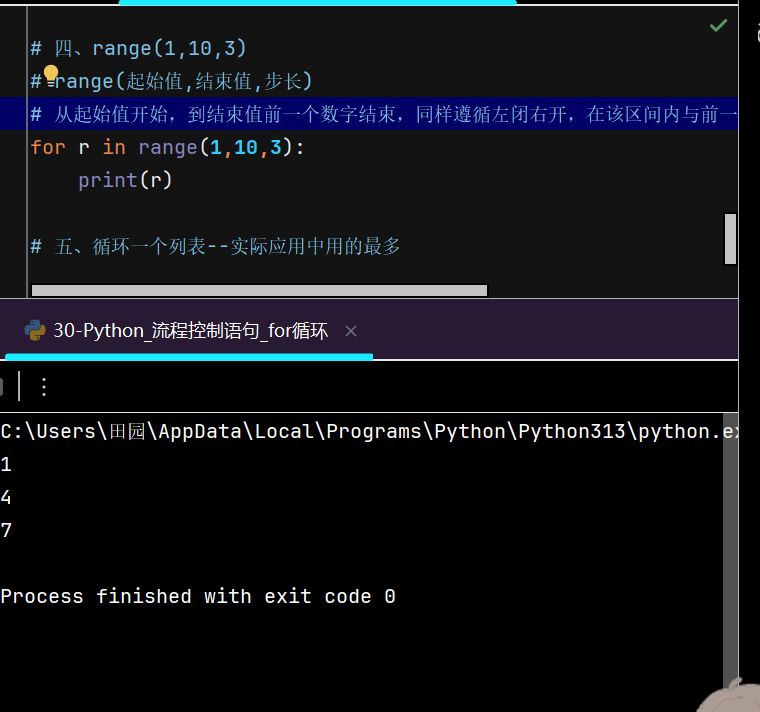 # 四、range(1,10,3)
# range(起始值,结束值,步长)
# 从起始值开始，到结束值前一个数字结束，同样遵循左闭右开，在该区间内与前一
for r in range(1,10,3):
    print(r)
# 五、循环一个列表--实际应用中用的最多
30-Python_流程控制语句_for循环
C:\Users\田园\AppData\Local\Programs\Python\Python313\python.ex
1
4
7
Process finished with exit code 0